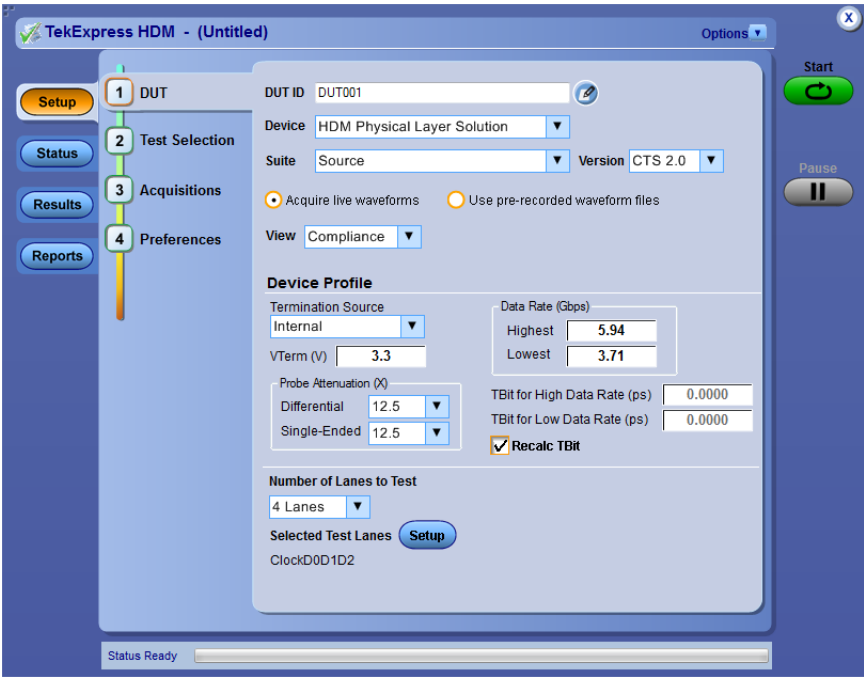 TekExpress HDM - (Untitled)
Options
X
Start
Pause
Setup
Status
Results
Reports
1 DUT
2 Test Selection
3 Acquisitions
4 Preferences
DUT ID DUT001
Device HDM Physical Layer Solution
Suite Source Version CTS 2.0
Acquire live waveforms Use pre-recorded waveform files
View Compliance
Device Profile
Termination Source
Internal
VTerm (V) 3.3
Probe Attenuation (X)
Differential 12.5
Single-Ended 12.5
Data Rate (Gbps)
Highest 5.94
Lowest 3.71
TBit for High Data Rate (ps) 0.0000
TBit for Low Data Rate (ps) 0.0000
Recalc TBit
Number of Lanes to Test
4 Lanes
Selected Test Lanes Setup
ClockD0D1D2
Status Ready